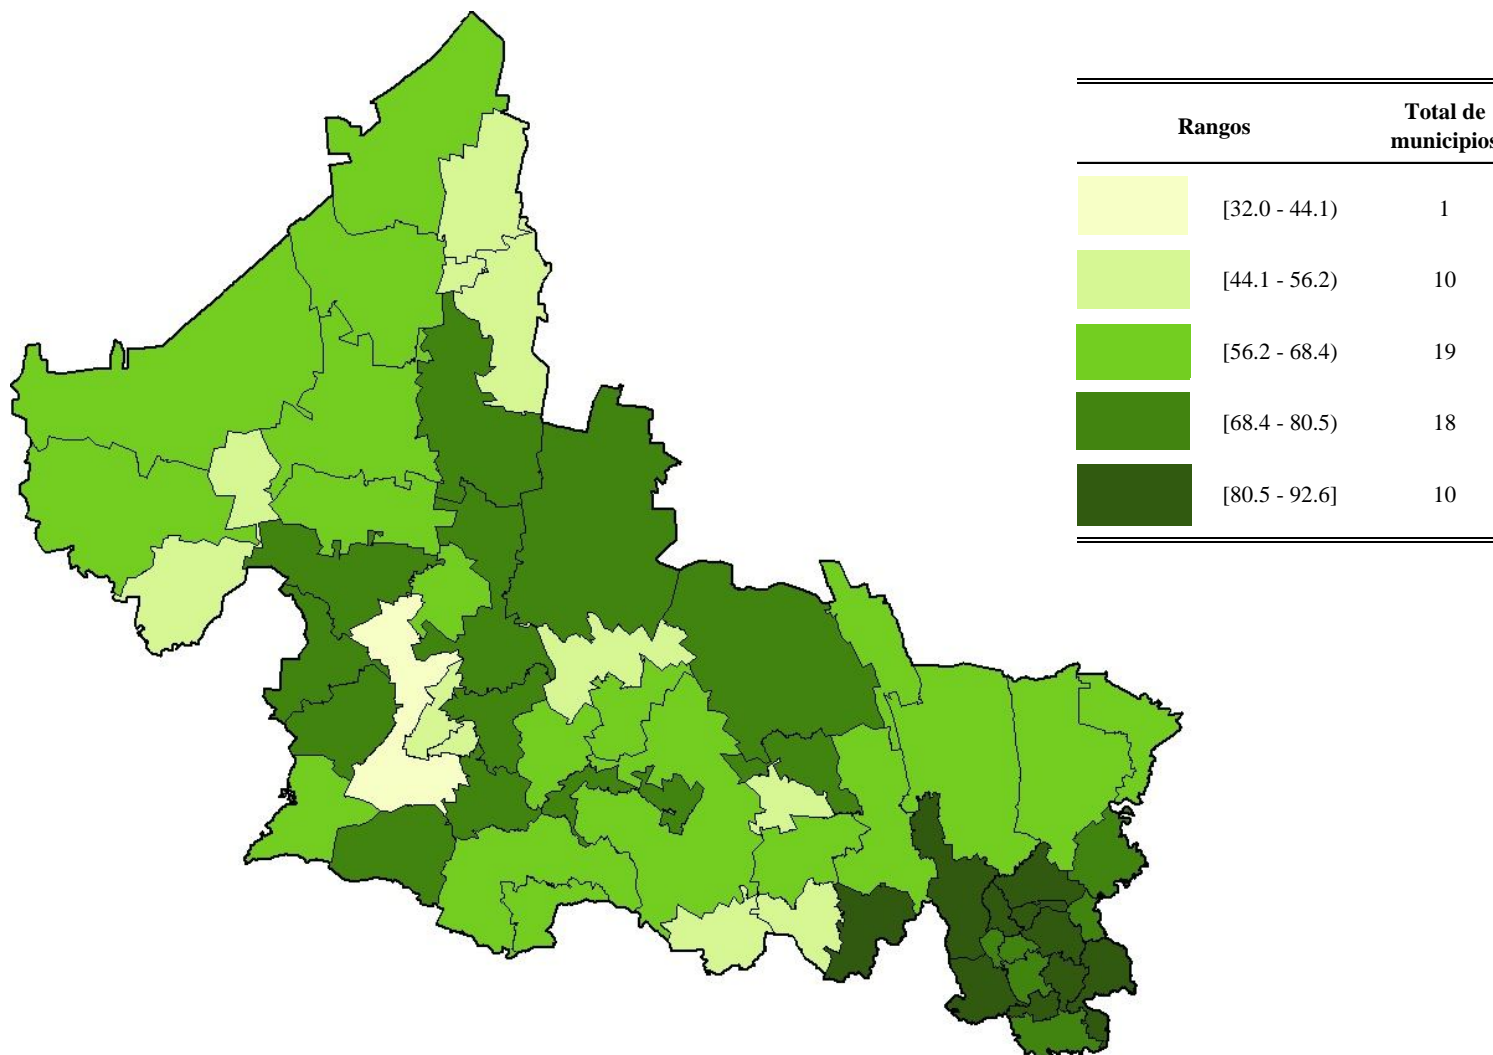 Rangos
Total de
municipios
[32.0 - 44.1) 1
[44.1 - 56.2) 10
[56.2 - 68.4) 19
[68.4 - 80.5) 18
[80.5 - 92.6] 10